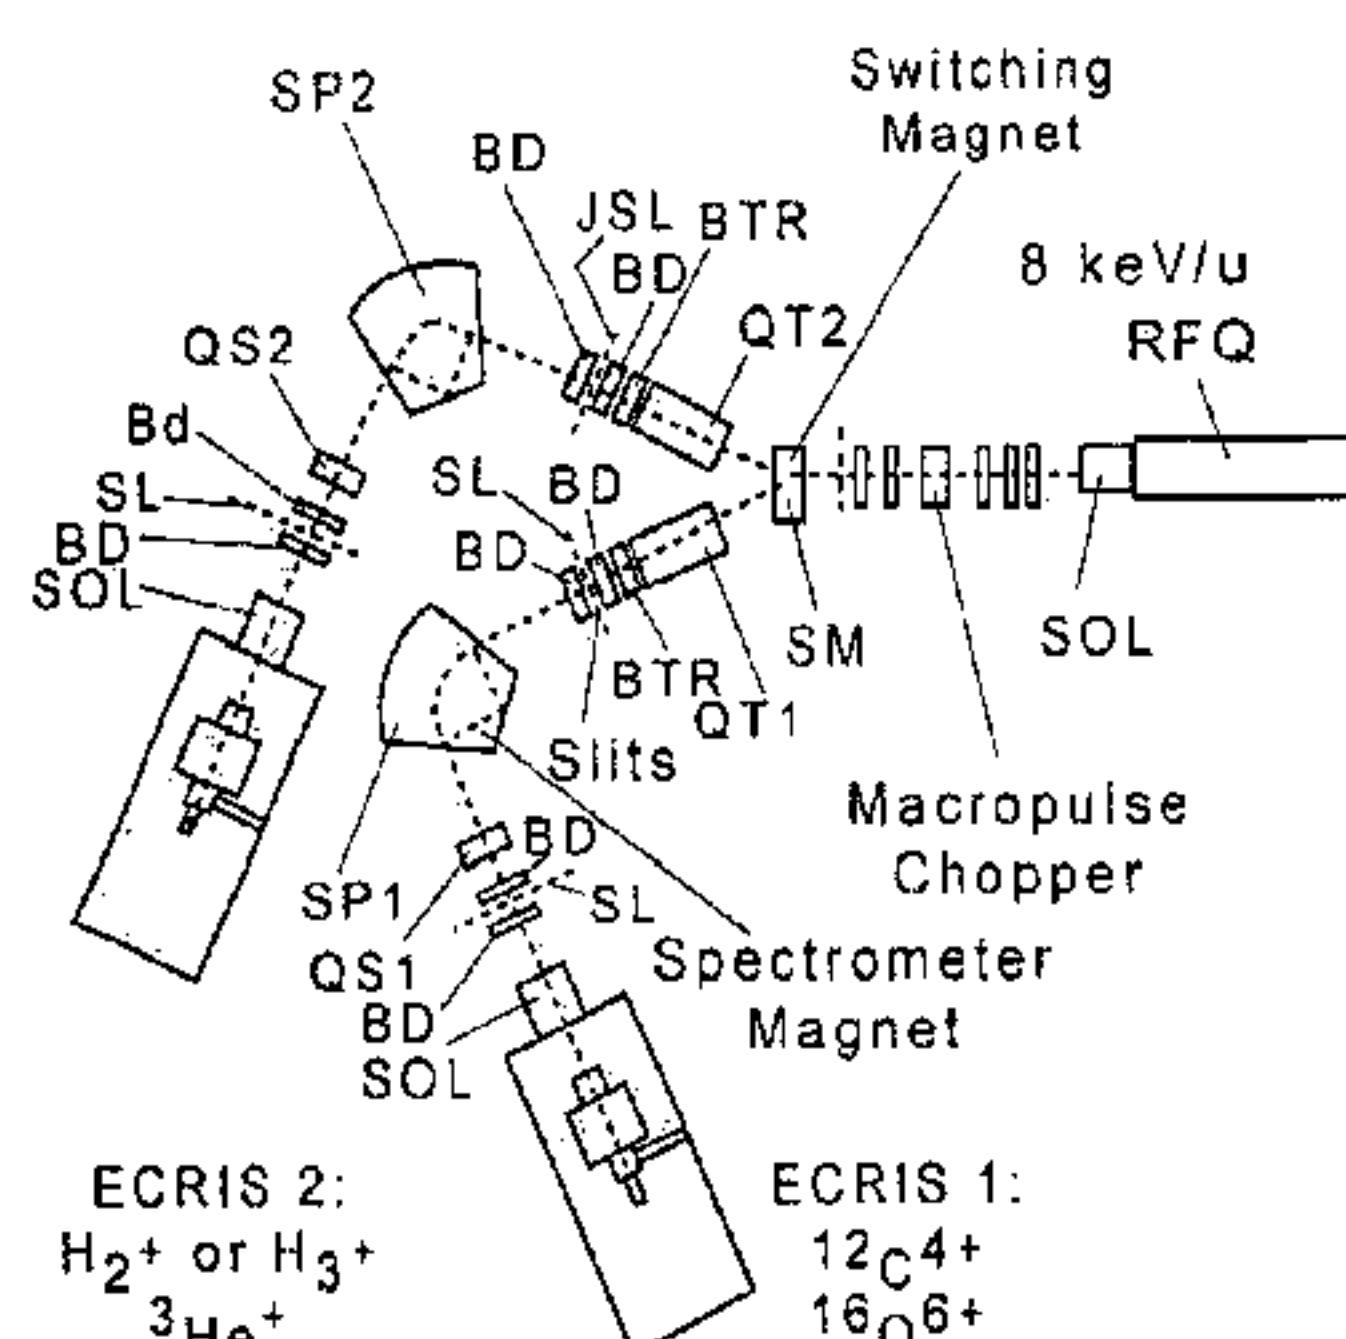 SP2
Switching
Magnet
BD
JSL
BTR
BD
8 keV/u
RFQ
QS2
QT2
Bd
SL
BD
SOL
SL
BD
BD
SM
SOL
BTR
QT1
Slits
Macropulse
Chopper
BD
SP1
SL
QS1
Spectrometer
Magnet
BD
SOL
ECRIS 2:
H2+ or H3+
3He+
ECRIS 1:
12C4+
16O6+